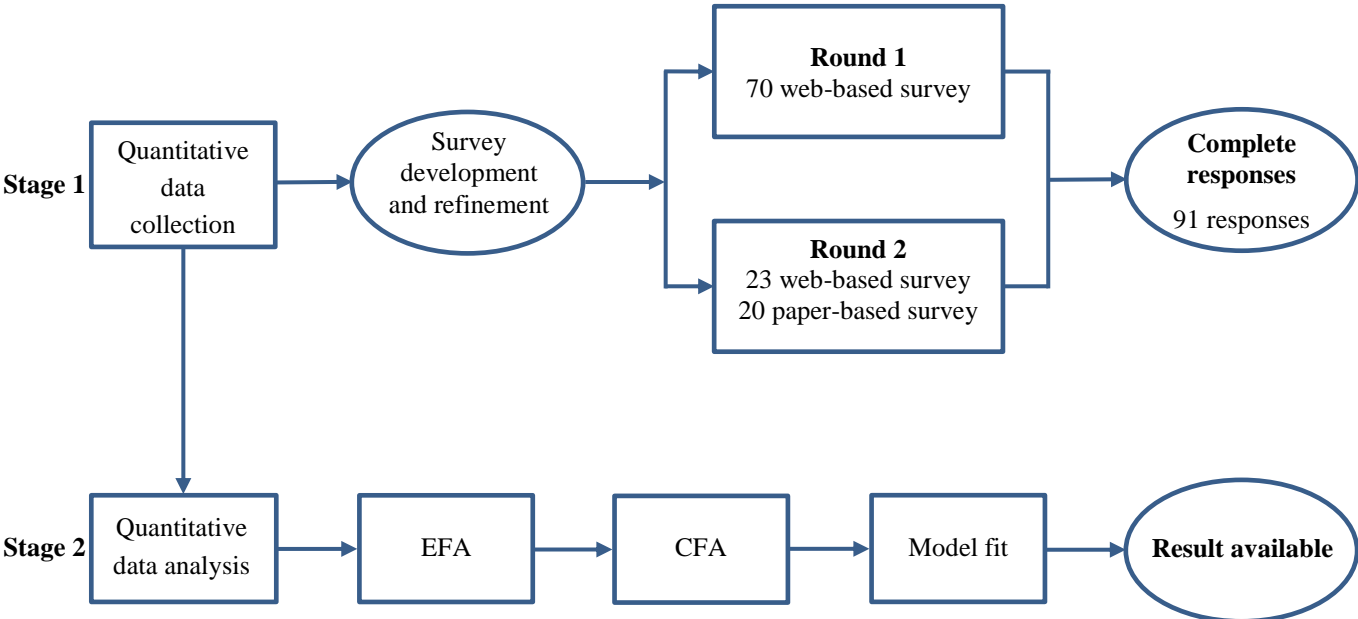 Stage 1
Quantitative
data
collection
Survey
development
and refinement
Round 1
70 web-based survey
Round 2
23 web-based survey
20 paper-based survey
Complete
responses
91 responses
Stage 2
Quantitative
data analysis
EFA
CFA
Model fit
Result available